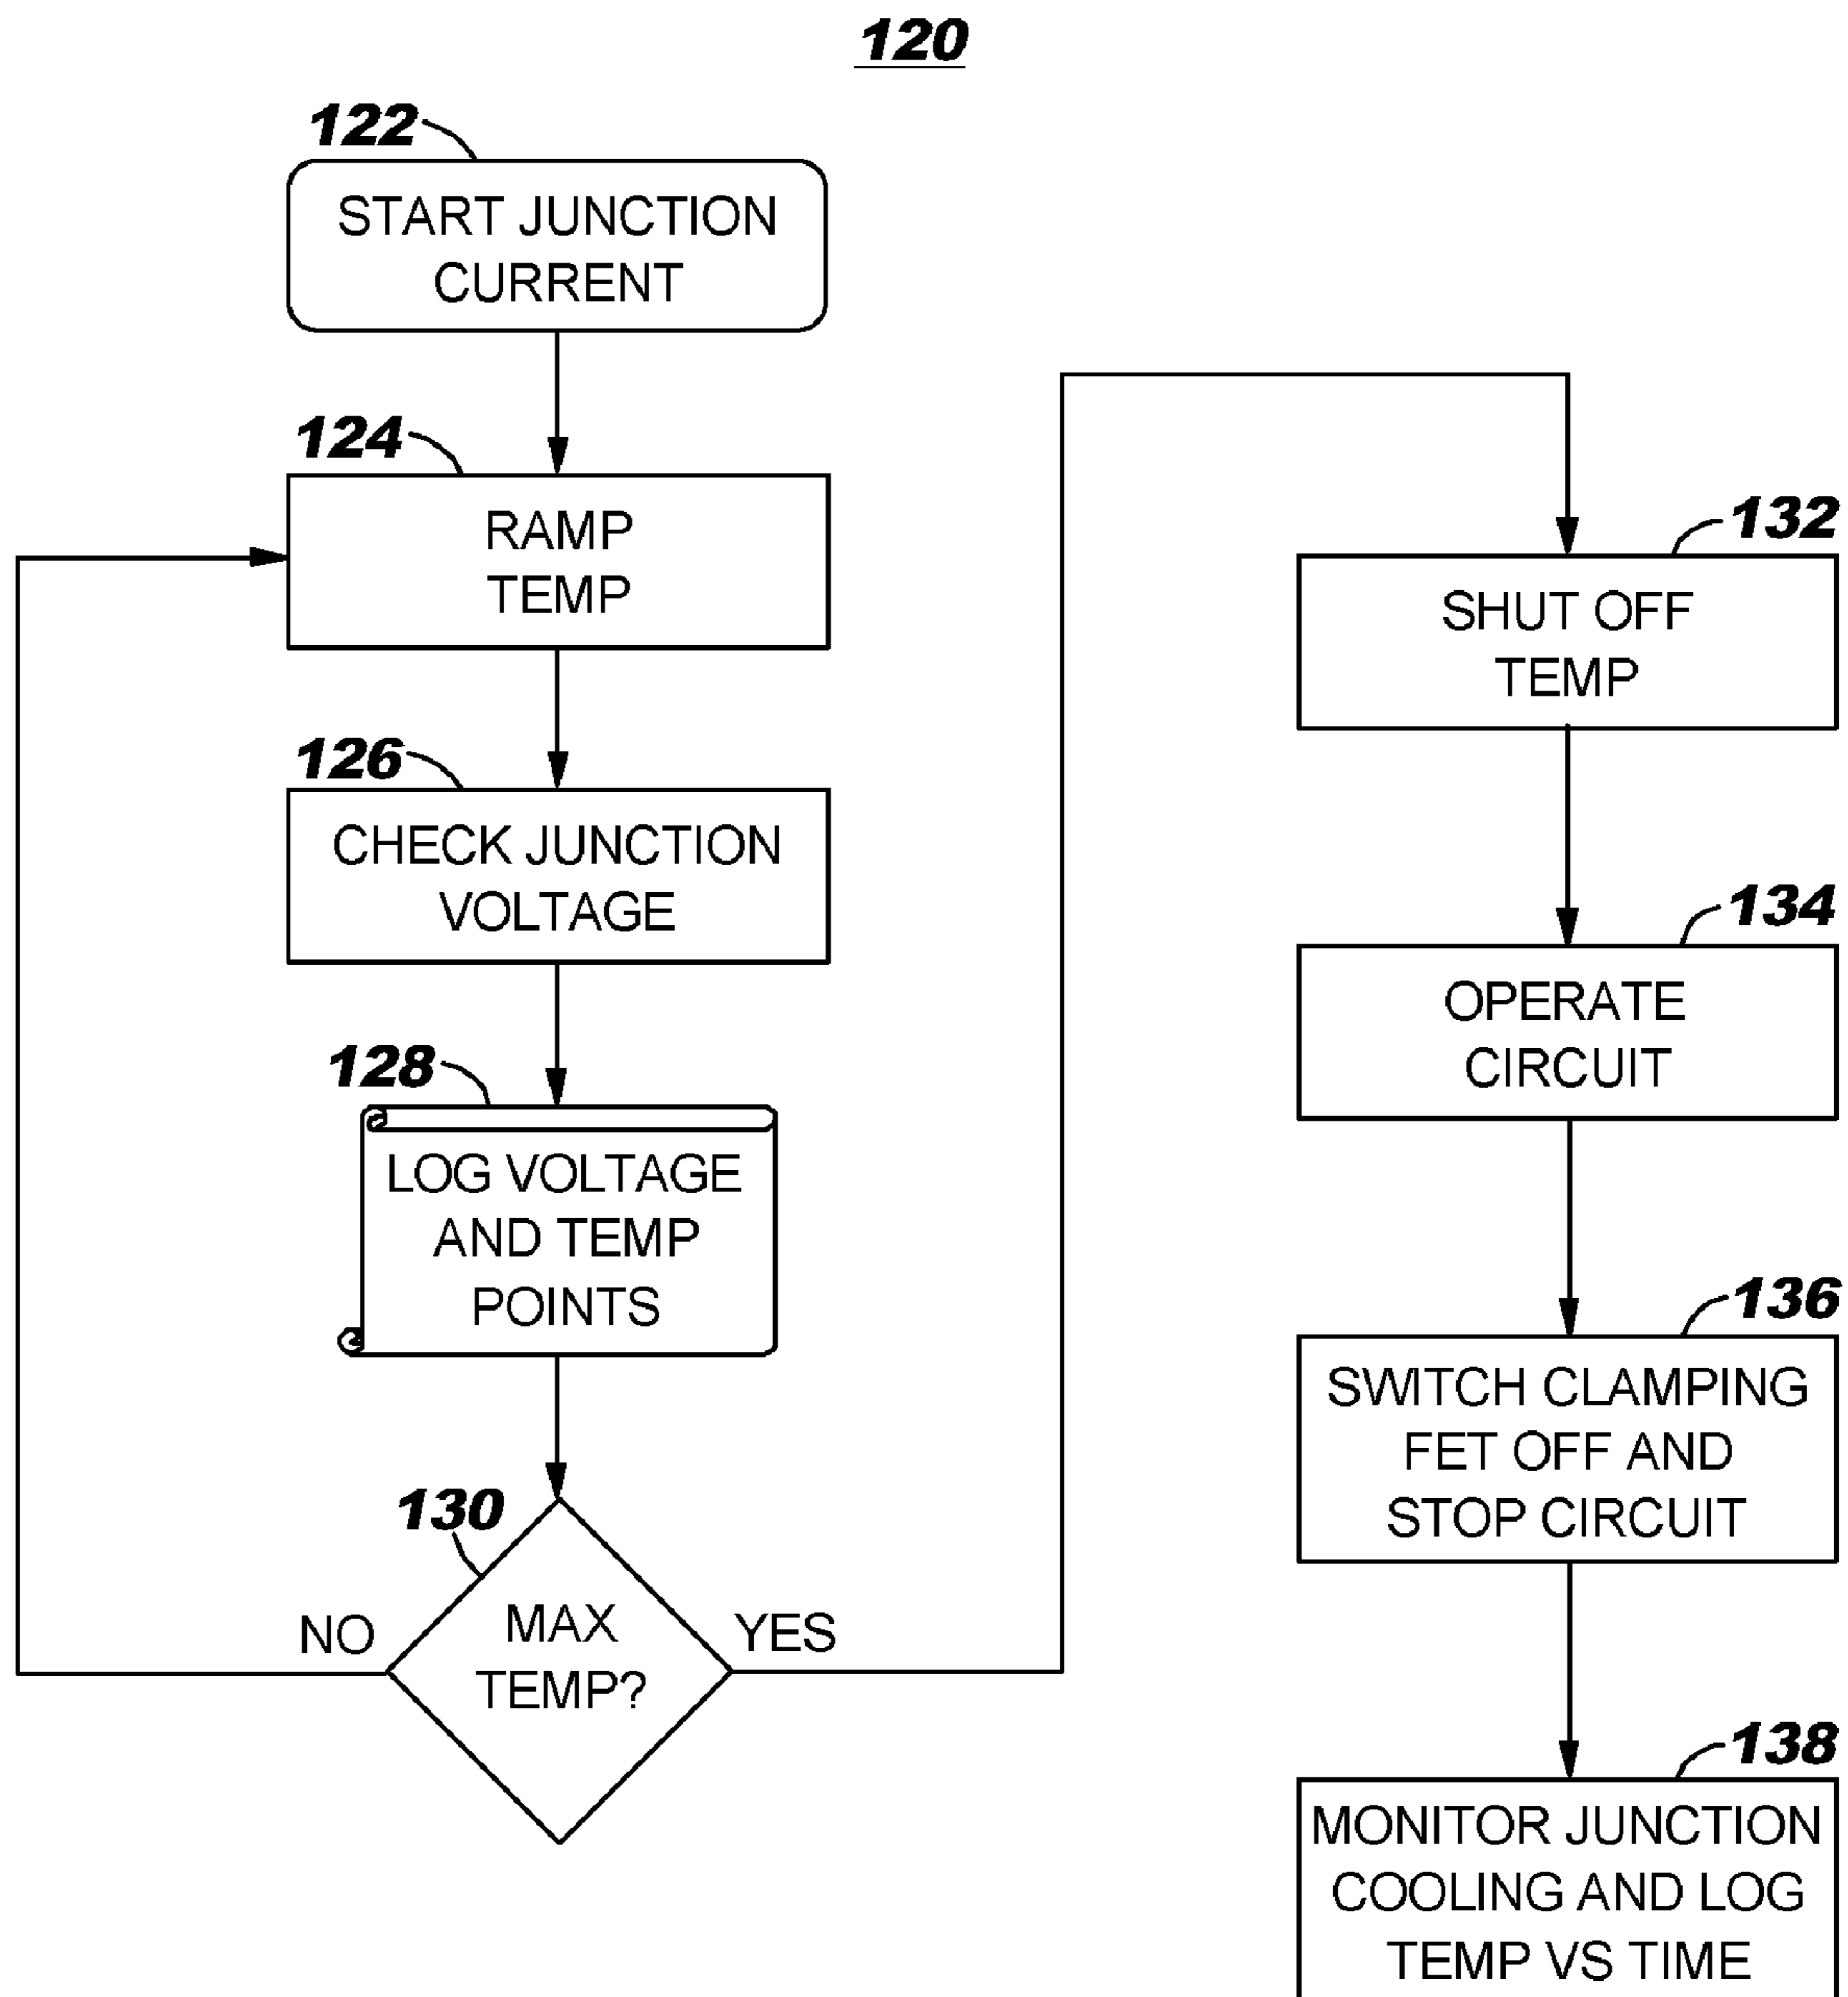 120
122
START JUNCTION
CURRENT
124
RAMP
TEMP
126
CHECK JUNCTION
VOLTAGE
128
LOG VOLTAGE
AND TEMP
POINTS
130
MAX
TEMP?
NO
YES
132
SHUT OFF
TEMP
134
OPERATE
CIRCUIT
136
SWITCH CLAMPING
FET OFF AND
STOP CIRCUIT
138
MONITOR JUNCTION
COOLING AND LOG
TEMP VS TIME